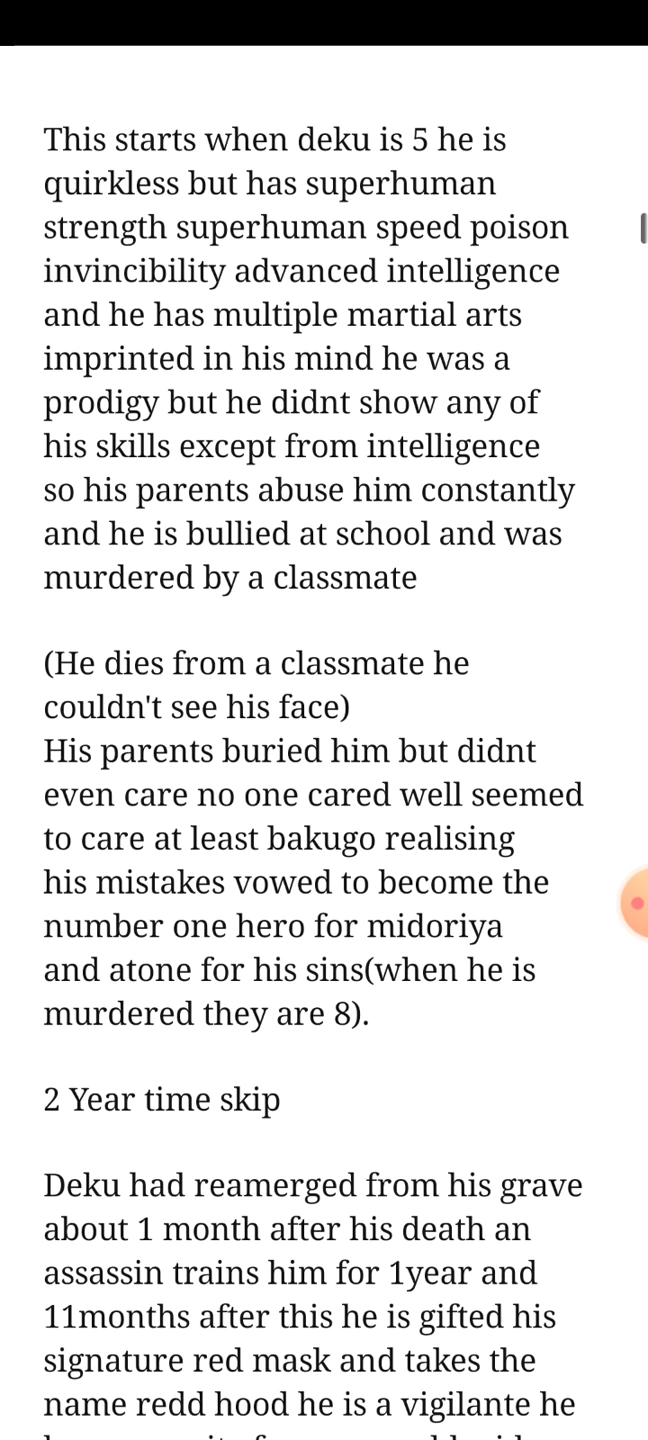 This starts when deku is 5 he is
quirkless but has superhuman
strength superhuman speed poison
invincibility advanced intelligence
and he has multiple martial arts
imprinted in his mind he was a
prodigy but he didnt show any of
his skills except from intelligence
so his parents abuse him constantly
and he is bullied at school and was
murdered by a classmate
(He dies from a classmate he
couldn't see his face)
His parents buried him but didnt
even care no one cared well seemed
to care at least bakugo realising
his mistakes vowed to become the
number one hero for midoriya
and atone for his sins(when he is
murdered they are 8).
2 Year time skip
Deku had reamerged from his grave
about 1 month after his death an
assassin trains him for 1year and
11months after this he is gifted his
signature red mask and takes the
name redd hood he is a vigilante he